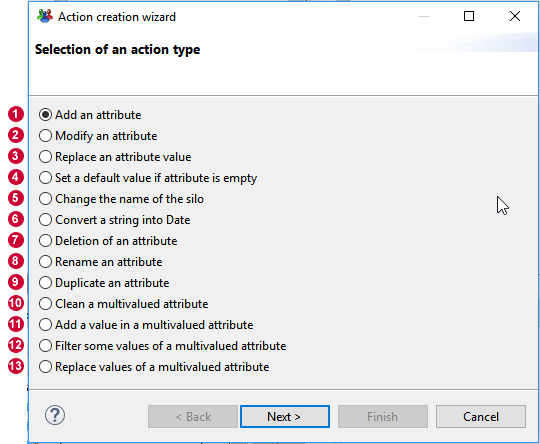 Action creation wizard
Selection of an action type
1 Add an attribute
2 Modify an attribute
3 Replace an attribute value
4 Set a default value if attribute is empty
5 Change the name of the silo
6 Convert a string into Date
7 Deletion of an attribute
8 Rename an attribute
9 Duplicate an attribute
10 Clean a multivalued attribute
11 Add a value in a multivalued attribute
12 Filter some values of a multivalued attribute
13 Replace values of a multivalued attribute
? < Back Next > Finish Cancel